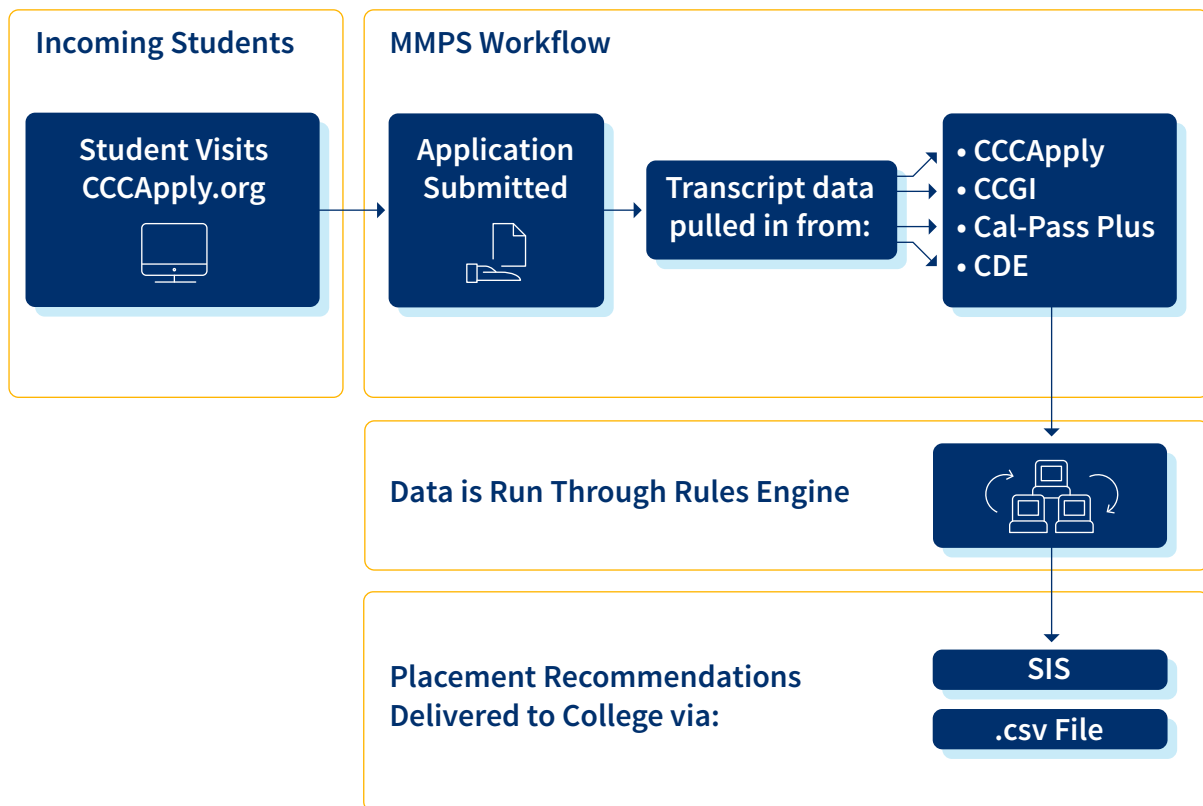 Incoming Students
Student Visits
CCCApply.org
MMPS Workflow
Application
Submitted
Transcript data
pulled in from:
• CCCApply
• CCGI
• Cal-Pass Plus
• CDE
Data is Run Through Rules Engine
Placement Recommendations
Delivered to College via:
SIS
.csv File